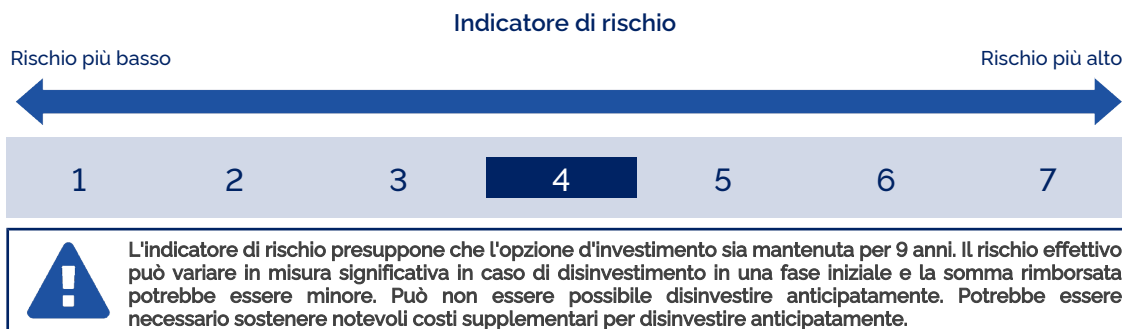 Indicatore di rischio
Rischio più basso Rischio più alto
1 2 3 4 5 6 7
L'indicatore di rischio presuppone che l'opzione d'investimento sia mantenuta per 9 anni. Il rischio effettivo
può variare in misura significativa in caso di disinvestimento in una fase iniziale e la somma rimborsata
potrebbe essere minore. Può non essere possibile disinvestire anticipatamente. Potrebbe essere
necessario sostenere notevoli costi supplementari per disinvestire anticipatamente.